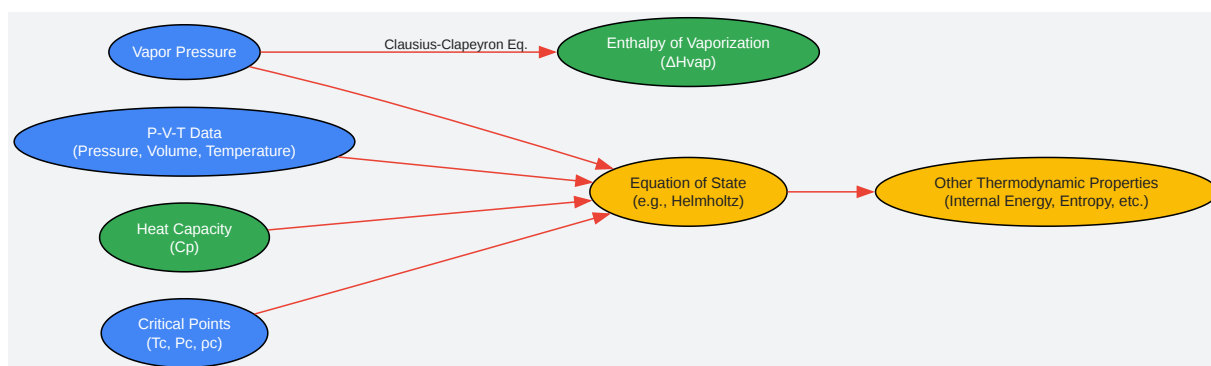 Vapor Pressure
Clausius-Clapeyron Eq.
Enthalpy of Vaporization
(ΔHvap)
P-V-T Data
(Pressure, Volume, Temperature)
Equation of State
(e.g., Helmholtz)
Other Thermodynamic Properties
(Internal Energy, Entropy, etc.)
Heat Capacity
(Cp)
Critical Points
(Tc, Pc, ρc)